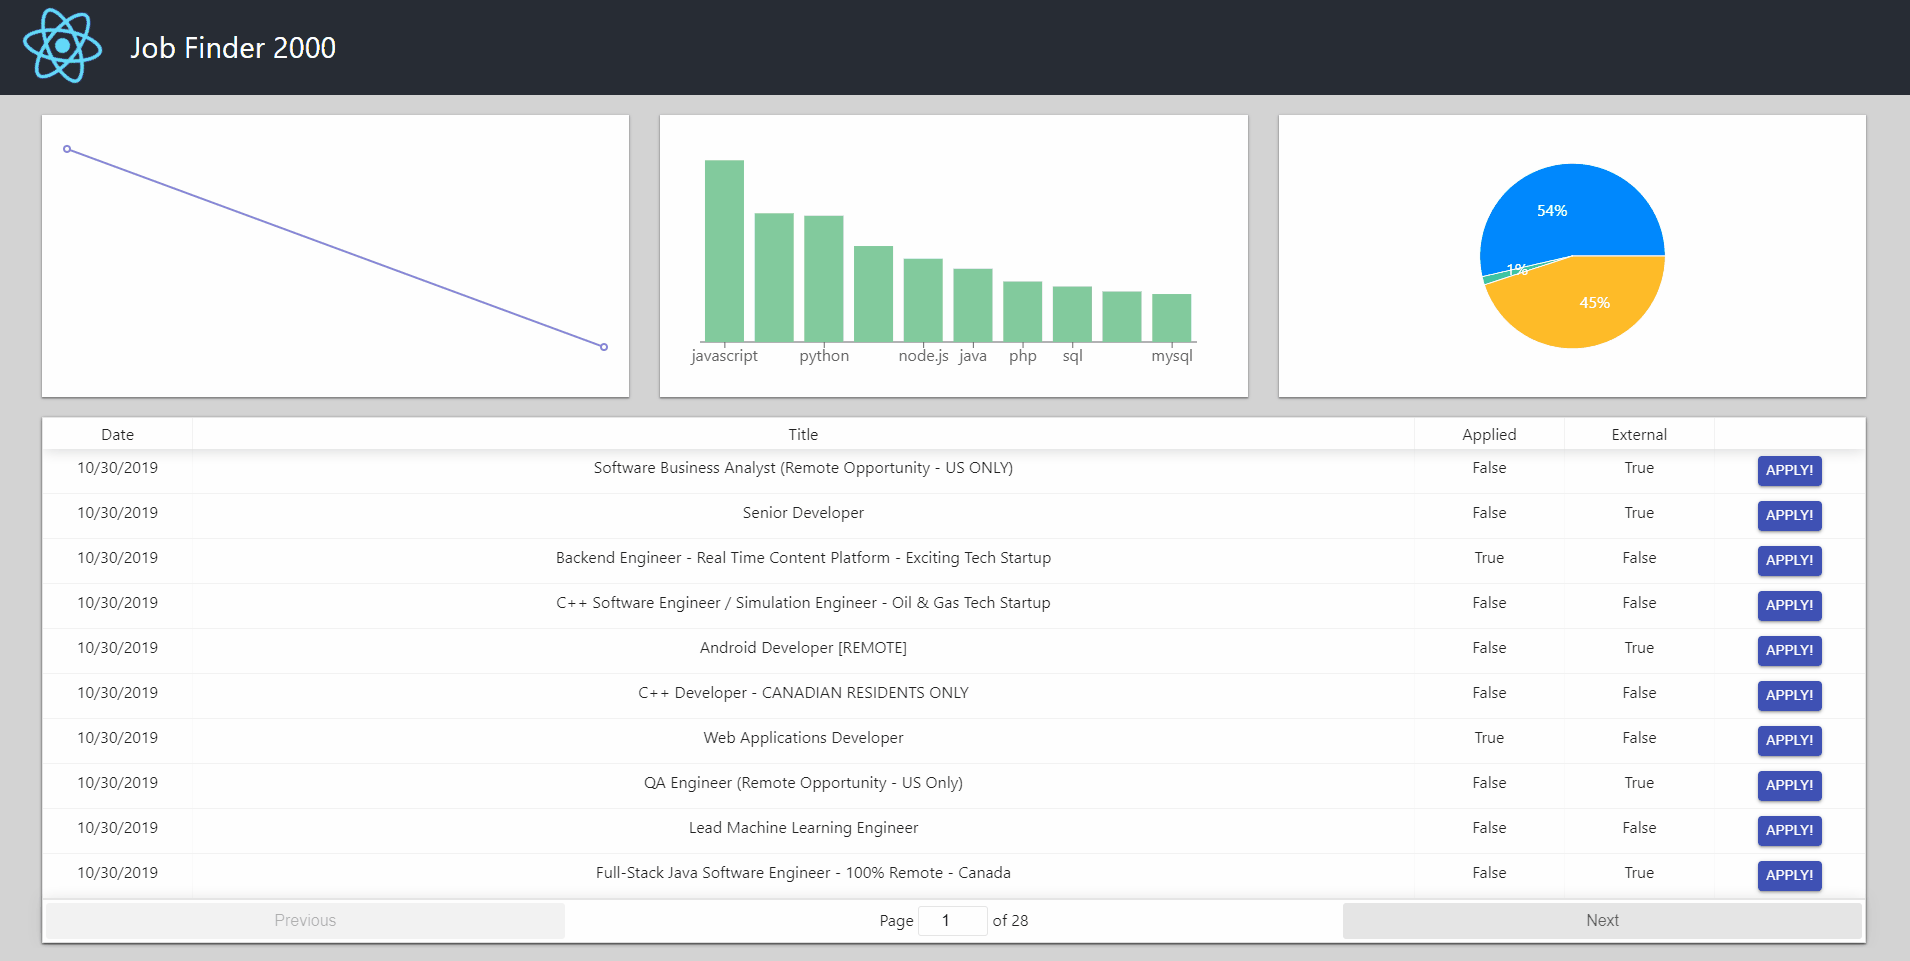 Job Finder 2000
54%
1%
45%
javascript python node.js java php sql mysql
Date Title Applied External
10/30/2019 Software Business Analyst (Remote Opportunity - US ONLY) False True APPLY!
10/30/2019 Senior Developer False True APPLY!
10/30/2019 Backend Engineer - Real Time Content Platform - Exciting Tech Startup True False APPLY!
10/30/2019 C++ Software Engineer / Simulation Engineer - Oil & Gas Tech Startup False False APPLY!
10/30/2019 Android Developer [REMOTE] False True APPLY!
10/30/2019 C++ Developer - CANADIAN RESIDENTS ONLY False False APPLY!
10/30/2019 Web Applications Developer True False APPLY!
10/30/2019 QA Engineer (Remote Opportunity - US Only) False True APPLY!
10/30/2019 Lead Machine Learning Engineer False False APPLY!
10/30/2019 Full-Stack Java Software Engineer - 100% Remote - Canada False True APPLY!
Previous Page 1 of 28 Next